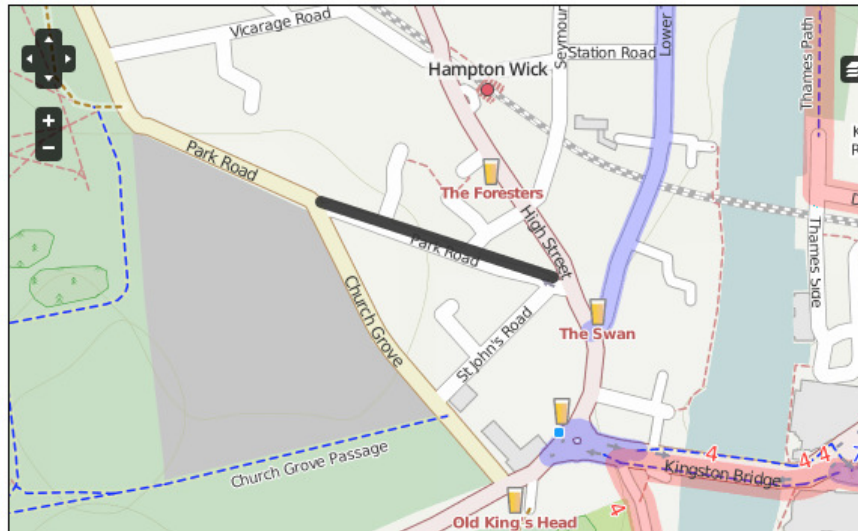 Vicarage Road
Seymour
Station Road
Lower
Thames Path
Hampton Wick
+
−
Park Road
The Foresters
High Street
Park Road
Thames Side
Church Grove
The Swan
St John's Road
4
4
4
Church Grove Passage
Kingston Bridge
4
Old King's Head